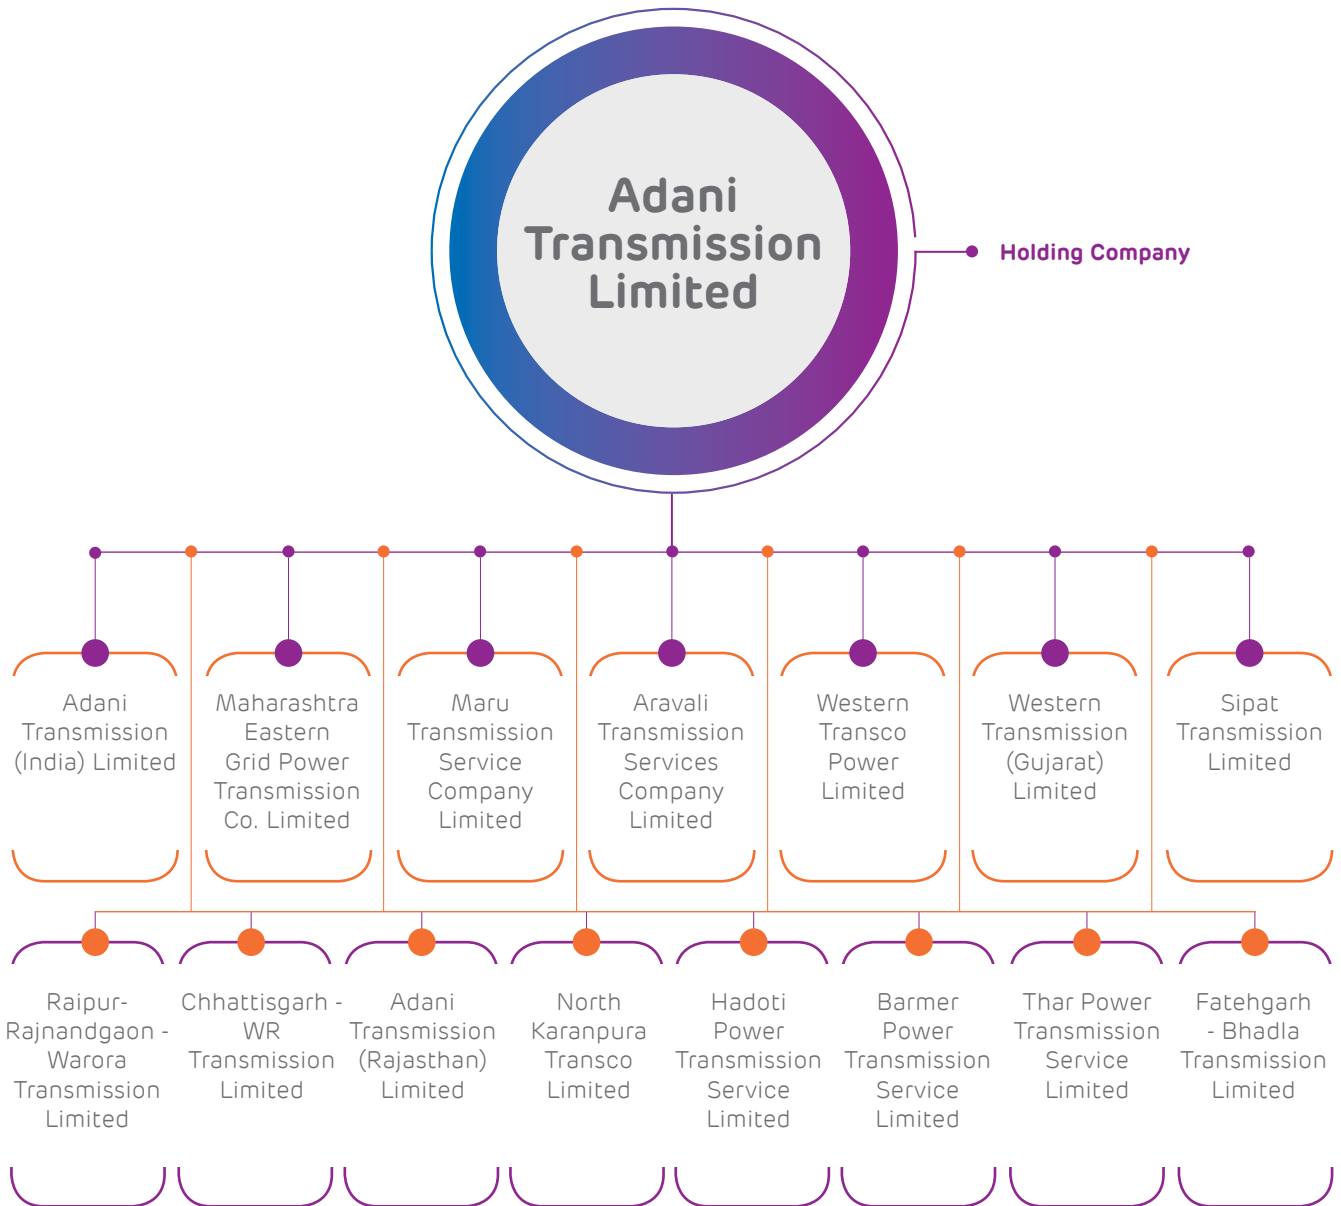 Adani
Transmission
Limited
Holding Company
Adani
Transmission
(India) Limited
Maharashtra
Eastern
Grid Power
Transmission
Co. Limited
Maru
Transmission
Service
Company
Limited
Aravali
Transmission
Services
Company
Limited
Western
Transco
Power
Limited
Western
Transmission
(Gujarat)
Limited
Sipat
Transmission
Limited
Raipur-
Rajnandgaon -
Warora
Transmission
Limited
Chhattisgarh -
WR
Transmission
Limited
Adani
Transmission
(Rajasthan)
Limited
North
Karanpura
Transco
Limited
Hadoti
Power
Transmission
Service
Limited
Barmer
Power
Transmission
Service
Limited
Thar Power
Transmission
Service
Limited
Fatehgarh
- Bhadla
Transmission
Limited